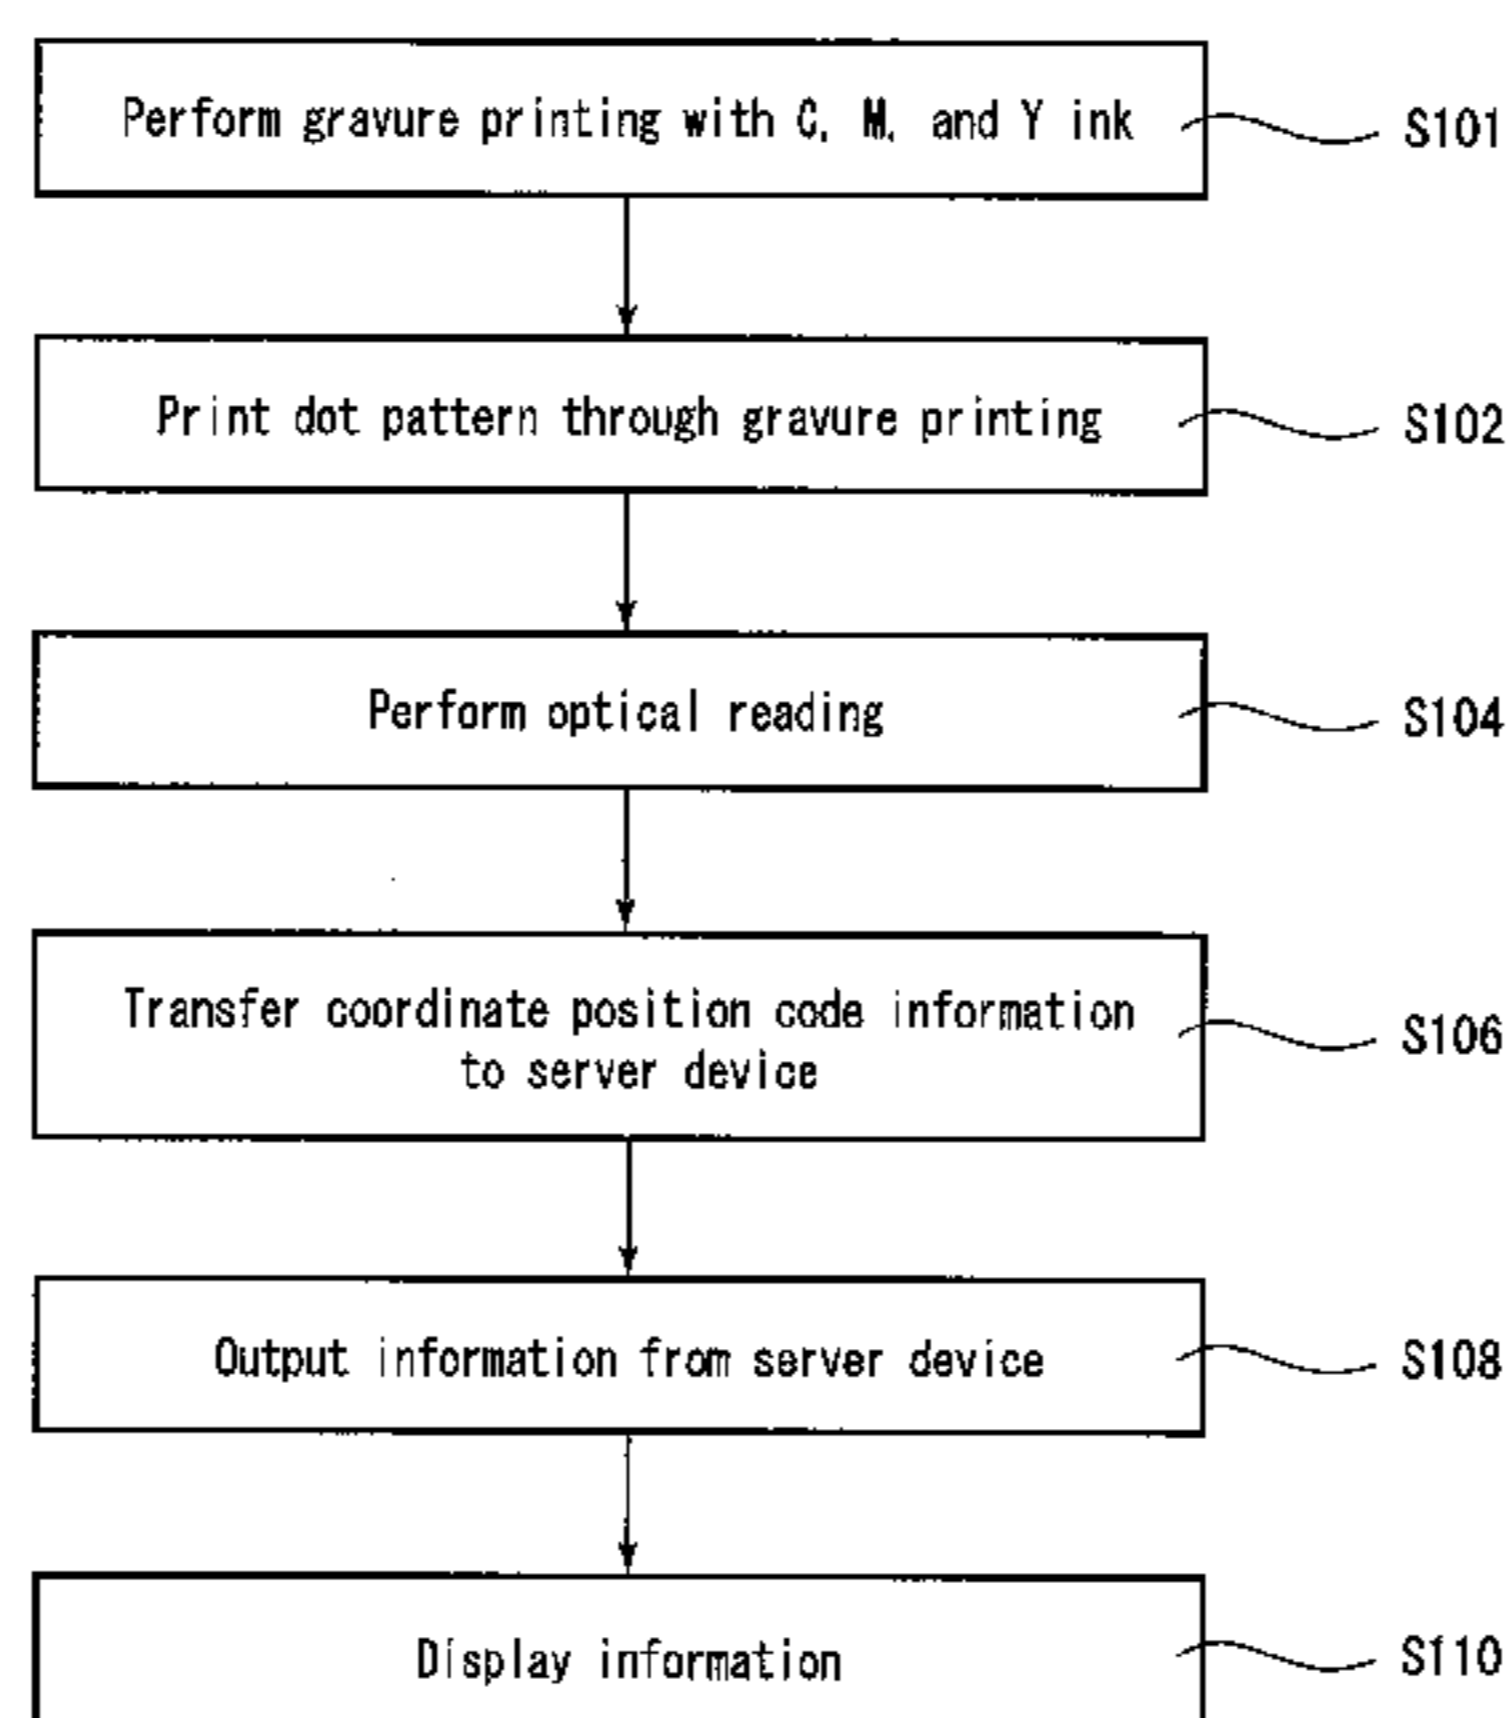 Perform gravure printing with C, M, and Y ink S101
Print dot pattern through gravure printing S102
Perform optical reading S104
Transfer coordinate position code information
to server device S106
Output information from server device S108
Display information S110